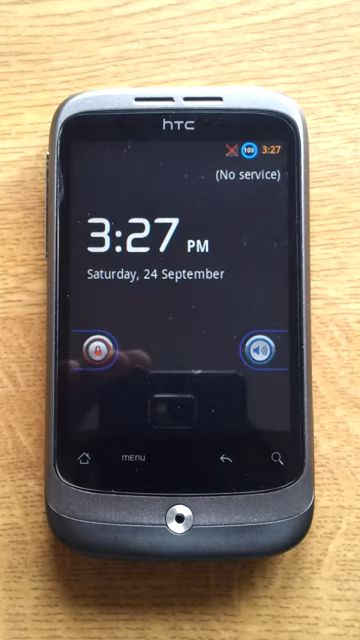 hTC
100 3:27
(No service)
3:27 PM
Saturday, 24 September
MENU